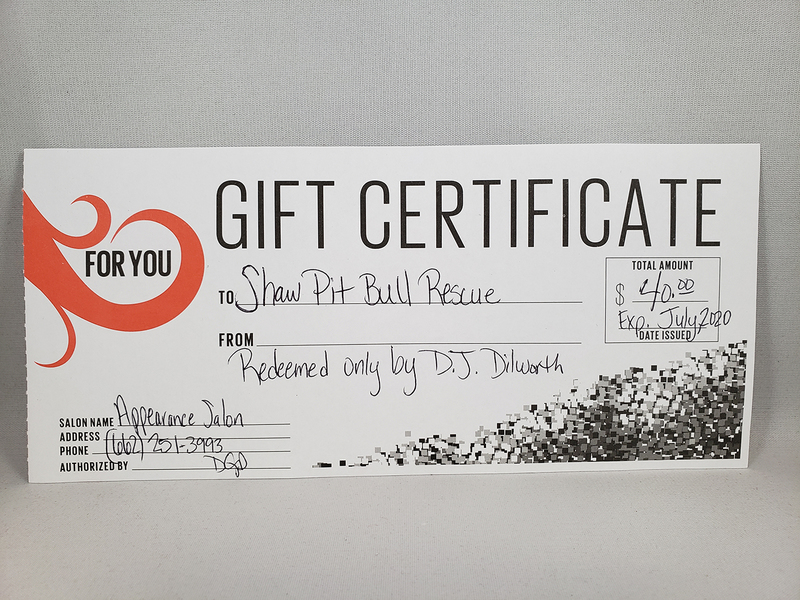 GIFT CERTIFICATE
FOR YOU
TO Shaw Pit Bull Rescue
TOTAL AMOUNT
$ 40.00
Exp. July, 2020
DATE ISSUED
FROM
Redeemed only by D.J. Dilworth
SALON NAME Appearance Salon
ADDRESS
PHONE (662) 251-3993
AUTHORIZED BY DGD